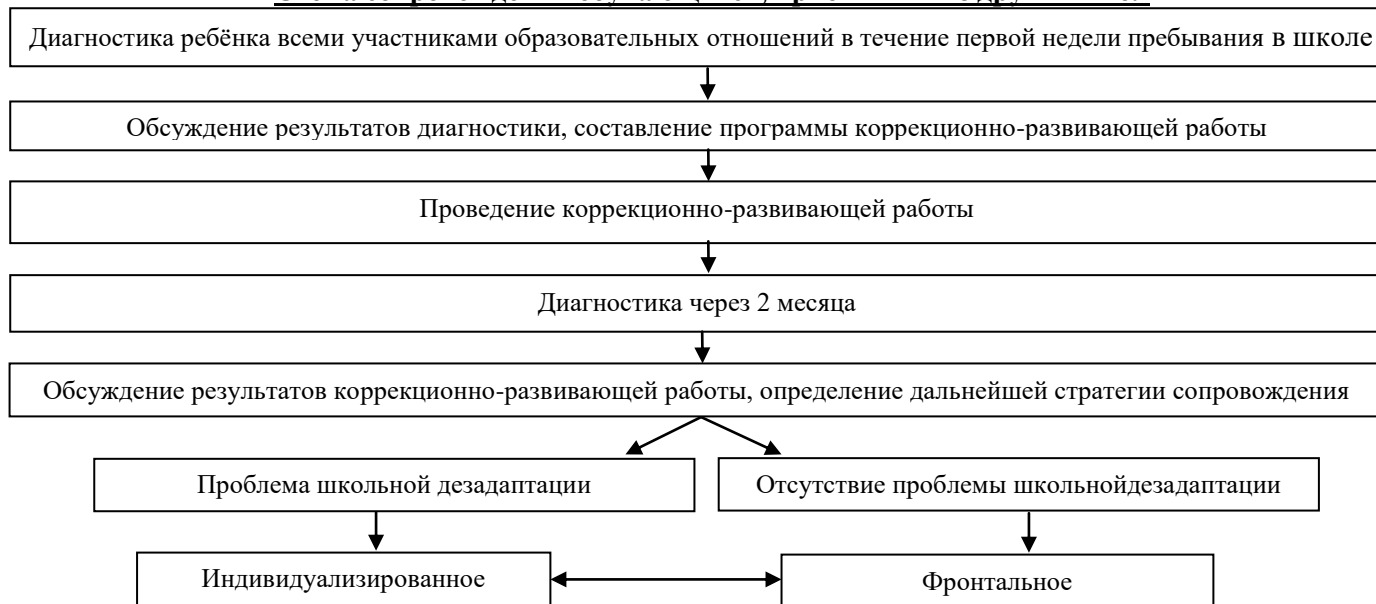 Диагностика ребёнка всеми участниками образовательных отношений в течение первой недели пребывания в школе
Обсуждение результатов диагностики, составление программы коррекционно-развивающей работы
Проведение коррекционно-развивающей работы
Диагностика через 2 месяца
Обсуждение результатов коррекционно-развивающей работы, определение дальнейшей стратегии сопровождения
Проблема школьной дезадаптации
Отсутствие проблемы школьнойдезадаптации
Индивидуализированное
Фронтальное